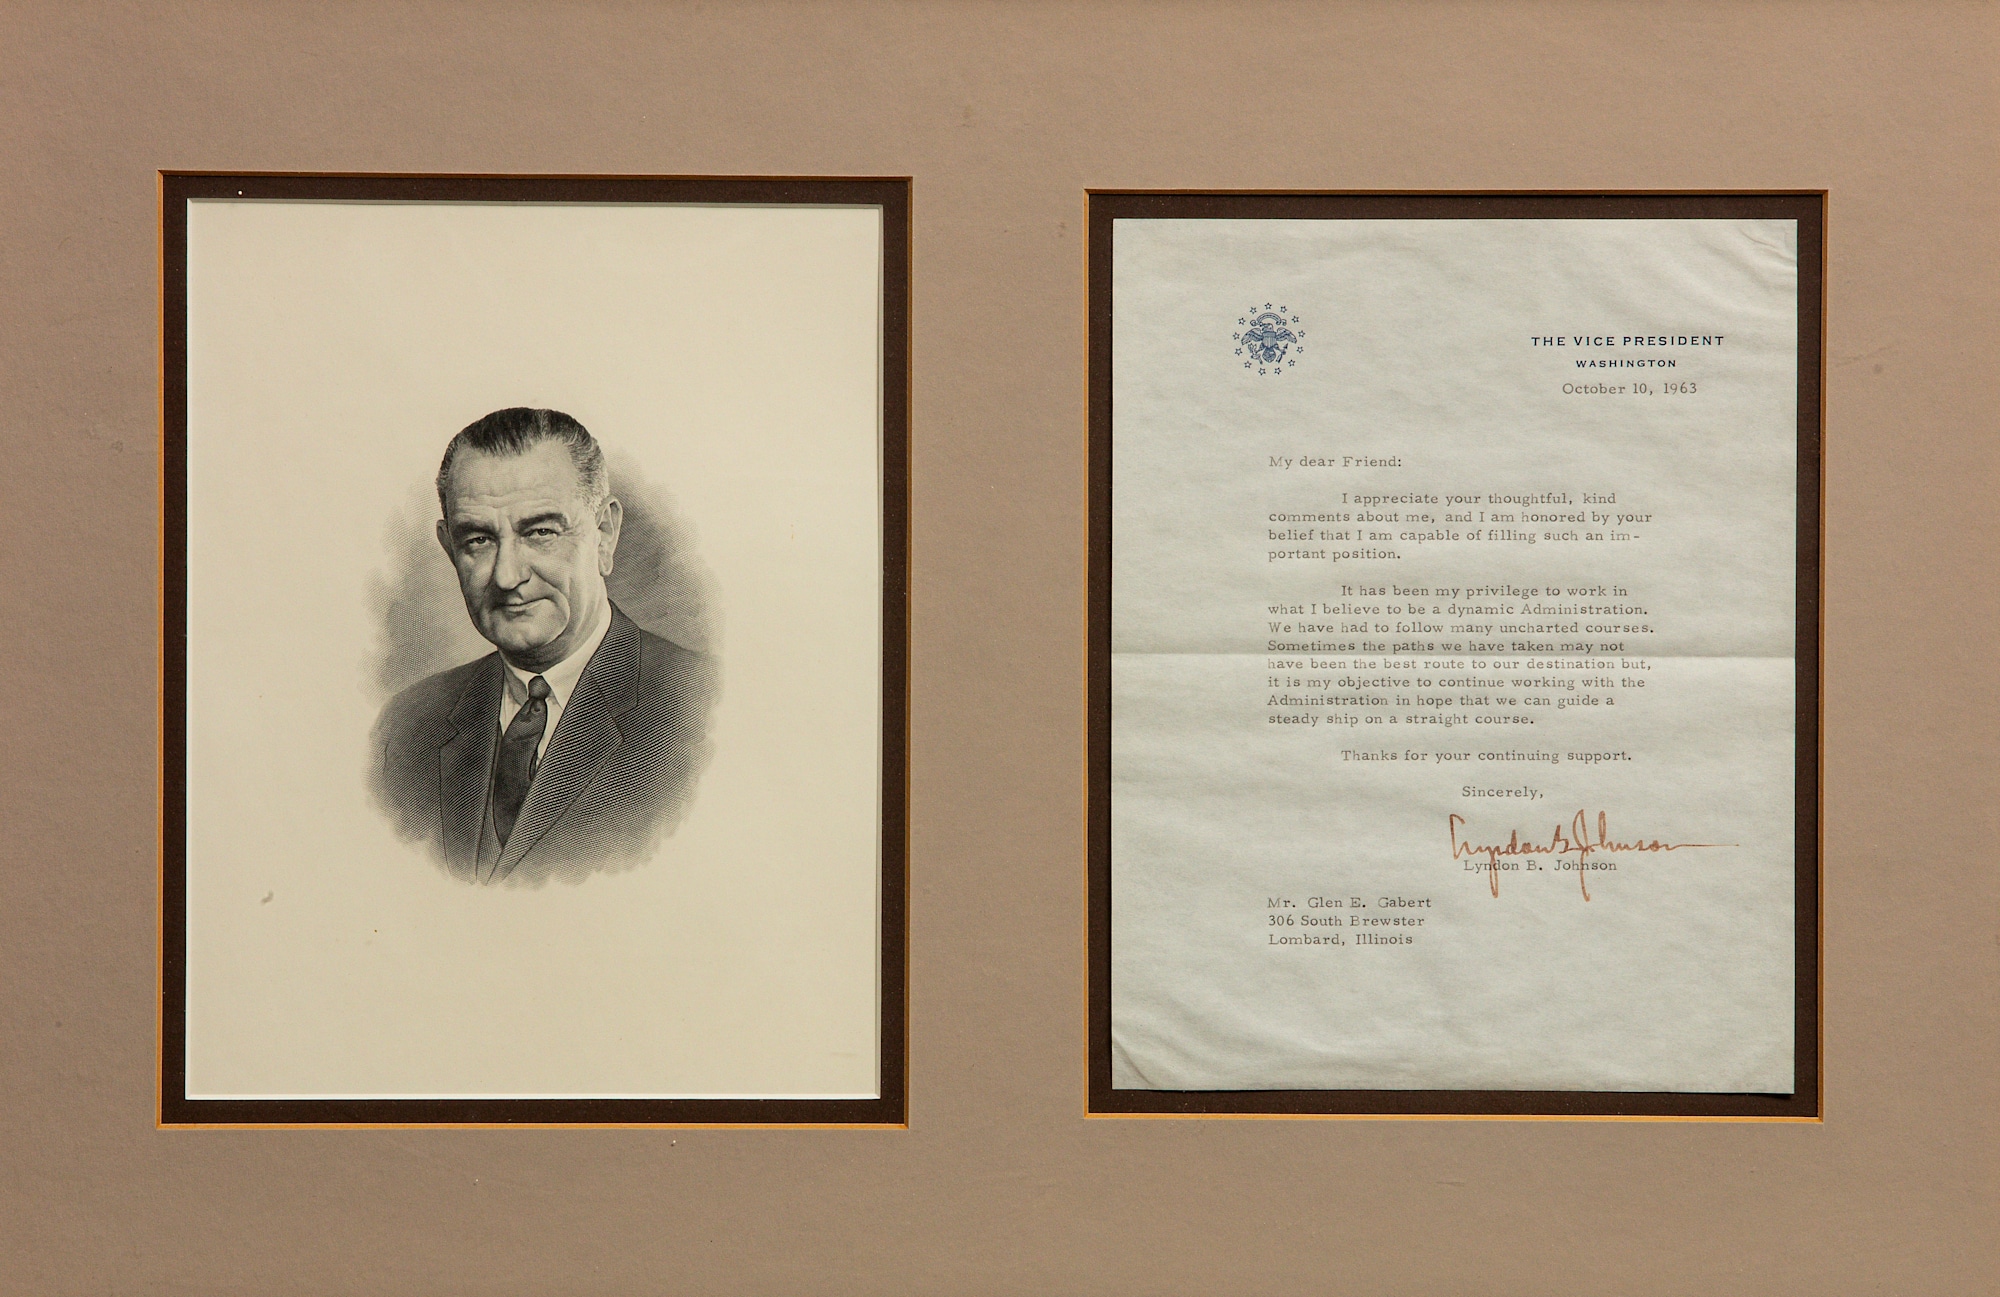 THE VICE PRESIDENT
WASHINGTON
October 10, 1963
My dear Friend:
I appreciate your thoughtful, kind
comments about me, and I am honored by your
belief that I am capable of filling such an im-
portant position.
It has been my privilege to work in
what I believe to be a dynamic Administration.
We have had to follow many uncharted courses.
Sometimes the paths we have taken may not
have been the best route to our destination but,
it is my objective to continue working with the
Administration in hope that we can guide a
steady ship on a straight course.
Thanks for your continuing support.
Sincerely,
Lyndon B. Johnson
Lyndon B. Johnson
Mr. Glen E. Gabert
306 South Brewster
Lombard, Illinois